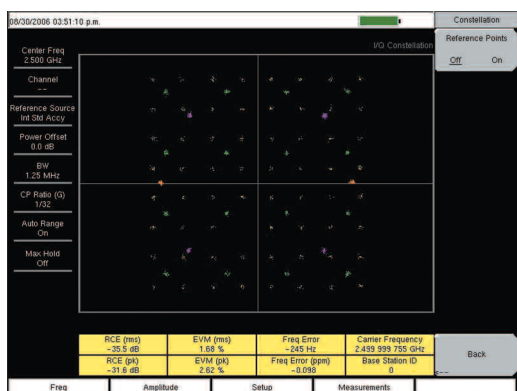 08/30/2006 03:51:10 p.m.
Constellation
I/Q Constellation
Reference Points
Off On
Center Freq
2.500 GHz
Channel
--
Reference Source
Int Std Accy
Power Offset
0.0 dB
BW
1.25 MHz
CP Ratio (G)
1/32
Auto Range
On
Max Hold
Off
RCE (rms)
-35.5 dB
EVM (rms)
1.68 %
Freq Error
-245 Hz
Carrier Frequency
2.499 999 755 GHz
RCE (pk)
-31.6 dB
EVM (pk)
2.62 %
Freq Error (ppm)
-0.098
Base Station ID
0
Back
Freq
Amplitude
Setup
Measurements